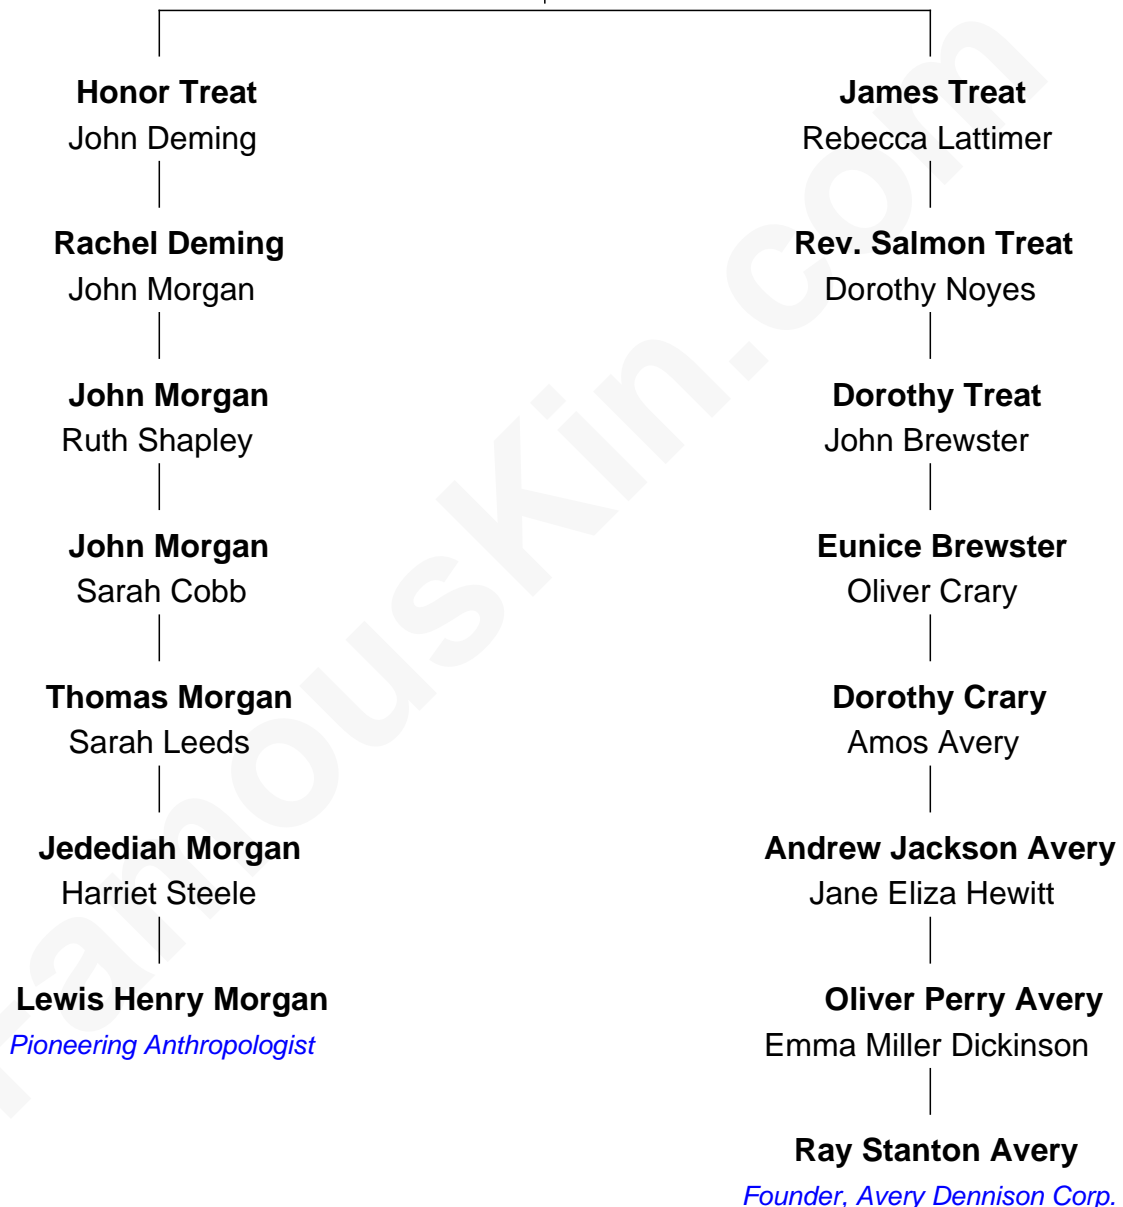 Honor Treat
John Deming
Rachel Deming
John Morgan
John Morgan
Ruth Shapley
John Morgan
Sarah Cobb
Thomas Morgan
Sarah Leeds
Jedediah Morgan
Harriet Steele
Lewis Henry Morgan
Pioneering Anthropologist
James Treat
Rebecca Lattimer
Rev. Salmon Treat
Dorothy Noyes
Dorothy Treat
John Brewster
Eunice Brewster
Oliver Crary
Dorothy Crary
Amos Avery
Andrew Jackson Avery
Jane Eliza Hewitt
Oliver Perry Avery
Emma Miller Dickinson
Ray Stanton Avery
Founder, Avery Dennison Corp.
FamousKin.com